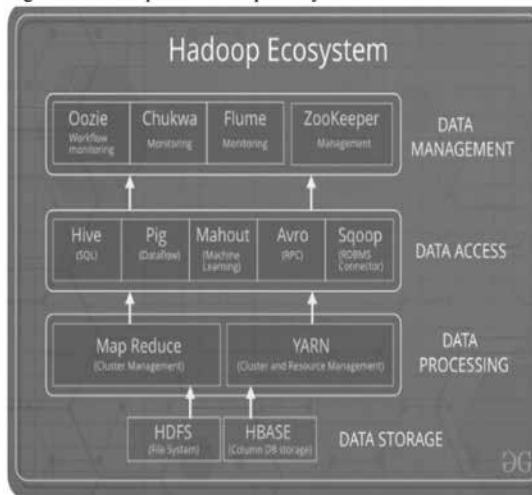 Hadoop Ecosystem
Oozie Chukwa Flume ZooKeeper
Workflow monitoring Monitoring Monitoring Management
DATA MANAGEMENT
Hive Pig Mahout Avro Sqoop
(SQL) (Dataflow) (Machine Learning) (RPC) (RDBMS Connector)
DATA ACCESS
Map Reduce YARN
(Cluster Management) (Cluster and Resource Management)
DATA PROCESSING
HDFS HBASE
(File System) (Column DB storage)
DATA STORAGE